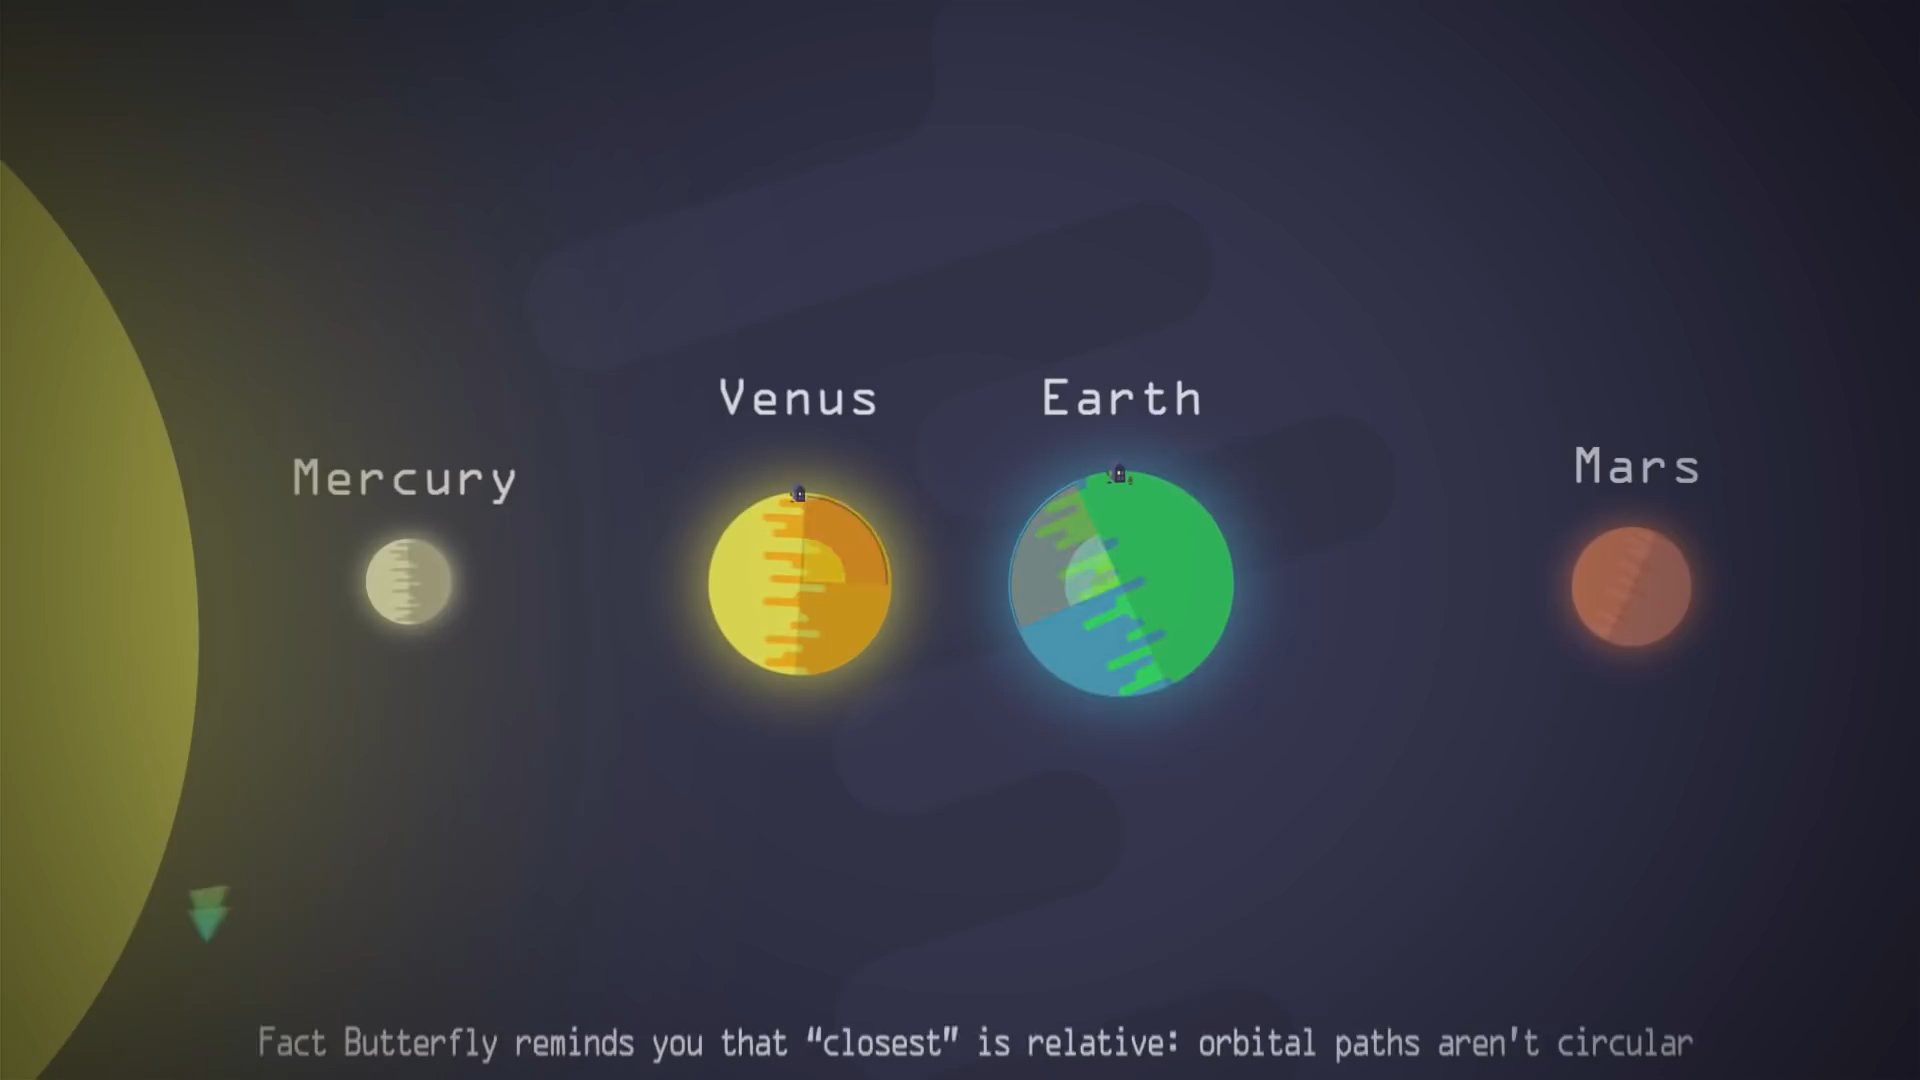 Venus
Earth
Mercury
Mars
Fact Butterfly reminds you that “closest” is relative: orbital paths aren't circular